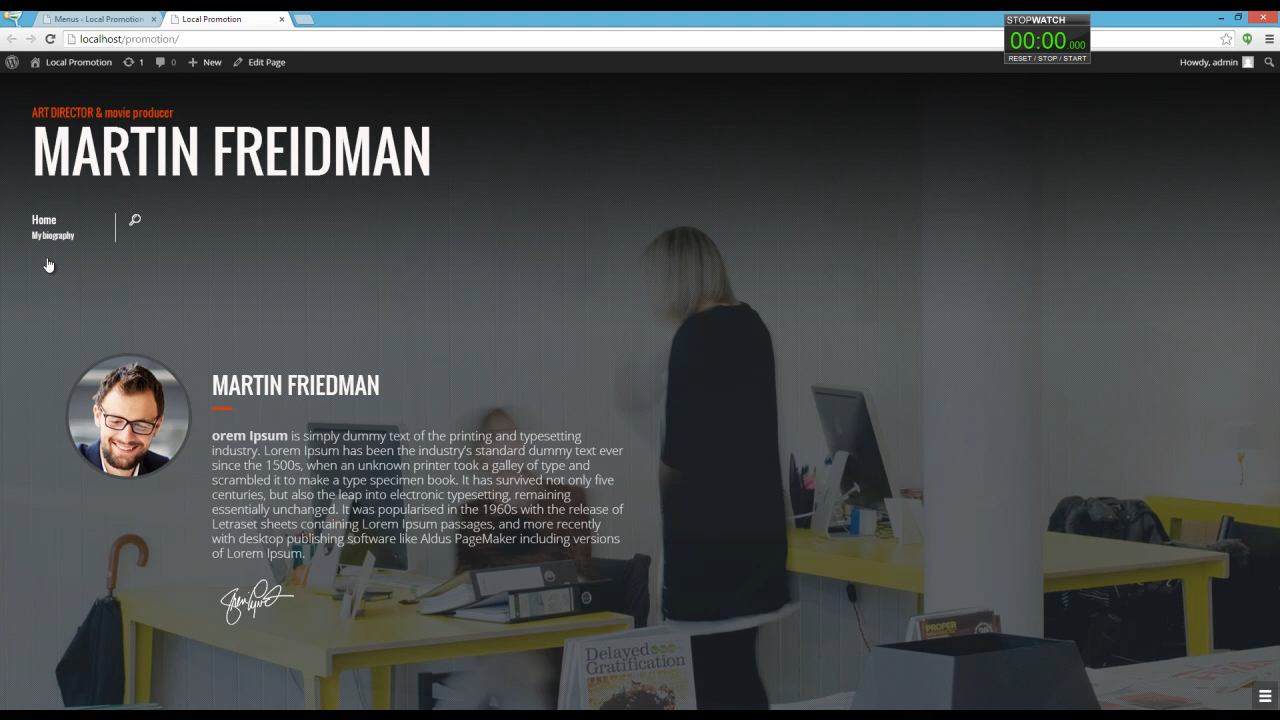 Menus ‹ Local Promotion
Local Promotion
STOPWATCH
00:00.000
RESET / STOP / START
localhost/promotion/
Local Promotion 1 0 New Edit Page
Howdy, admin
ART DIRECTOR & movie producer
MARTIN FREIDMAN
Home
My biography
MARTIN FRIEDMAN
orem Ipsum is simply dummy text of the printing and typesetting
industry. Lorem Ipsum has been the industry's standard dummy text ever
since the 1500s, when an unknown printer took a galley of type and
scrambled it to make a type specimen book. It has survived not only five
centuries, but also the leap into electronic typesetting, remaining
essentially unchanged. It was popularised in the 1960s with the release of
Letraset sheets containing Lorem Ipsum passages, and more recently
with desktop publishing software like Aldus PageMaker including versions
of Lorem Ipsum.
PROPER
Delayed
Gratification